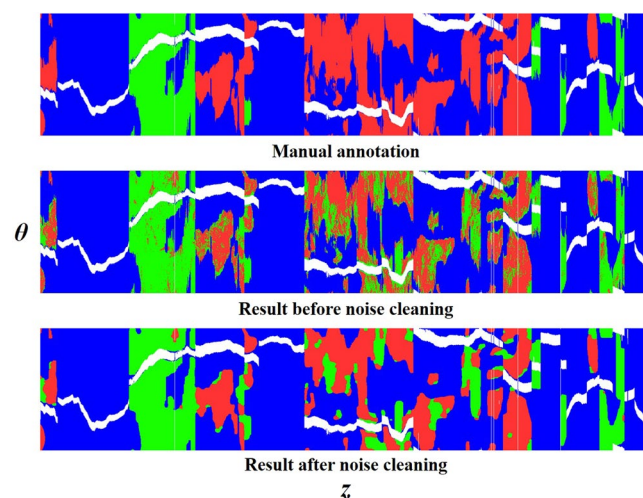 Manual annotation
θ
Result before noise cleaning
Result after noise cleaning
z